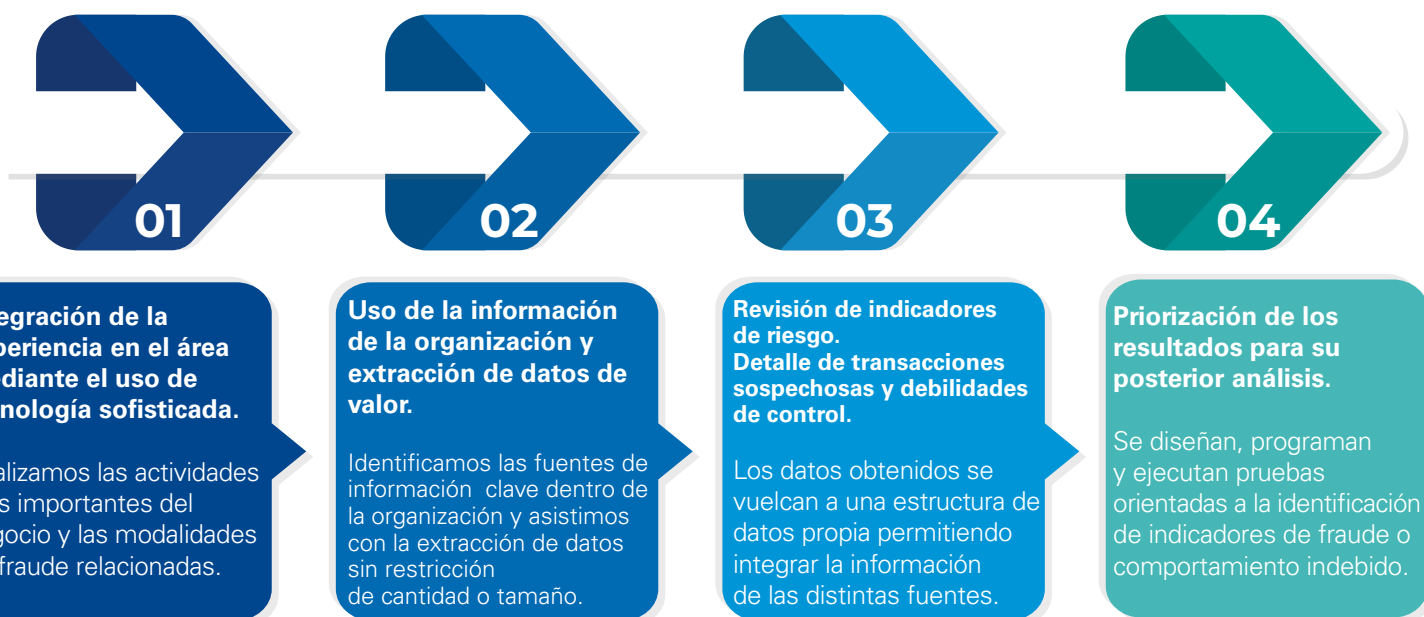 01
02
03
04
egración de la
periencia en el área
ediante el uso de
nología sofisticada.
alizamos las actividades
s importantes del
gocio y las modalidades
fraude relacionadas.
Uso de la información
de la organización y
extracción de datos de
valor.
Identificamos las fuentes de
información clave dentro de
la organización y asistimos
con la extracción de datos
sin restricción
de cantidad o tamaño.
Revisión de indicadores
de riesgo.
Detalle de transacciones
sospechosas y debilidades
de control.
Los datos obtenidos se
vuelcan a una estructura de
datos propia permitiendo
integrar la información
de las distintas fuentes.
Priorización de los
resultados para su
posterior análisis.
Se diseñan, programan
y ejecutan pruebas
orientadas a la identificación
de indicadores de fraude o
comportamiento indebido.